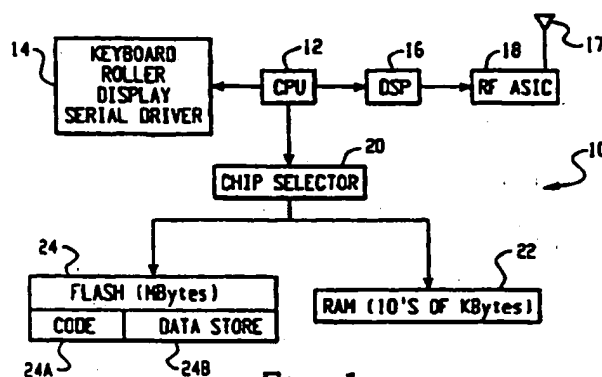 14
KEYBOARD
ROLLER
DISPLAY
SERIAL DRIVER
12
CPU
16
DSP
18
RF ASIC
17
10
20
CHIP SELECTOR
24
FLASH (MBytes)
CODE
DATA STORE
24A
24B
22
RAM (10'S OF KBytes)